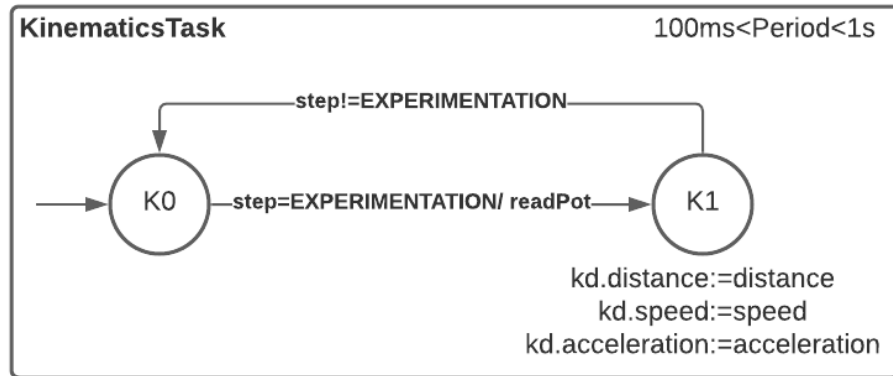 KinematicsTask
100ms<Period<1s
step!=EXPERIMENTATION
K0
step=EXPERIMENTATION/ readPot
K1
kd.distance:=distance
kd.speed:=speed
kd.acceleration:=acceleration